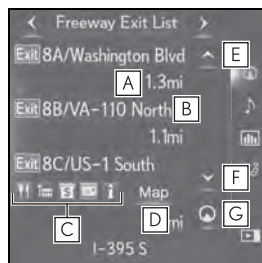 Freeway Exit List
Exit 8A/Washington Blvd
E
A
1.3mi
Exit 8B/VA-110 North
B
1.1mi
Exit 8C/US-1 South
F
Map
C
D
mi
G
I-395 S